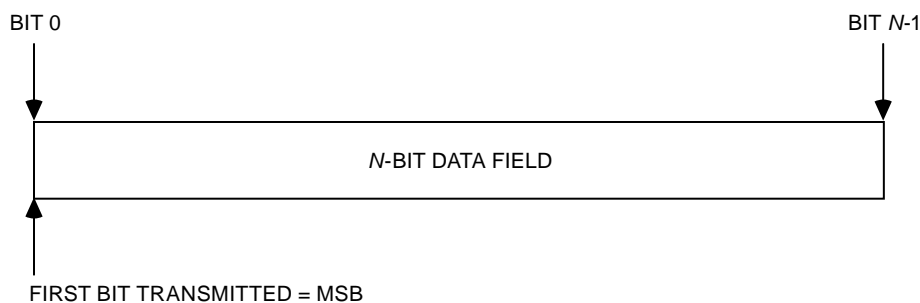 BIT 0
BIT N-1
N-BIT DATA FIELD
FIRST BIT TRANSMITTED = MSB